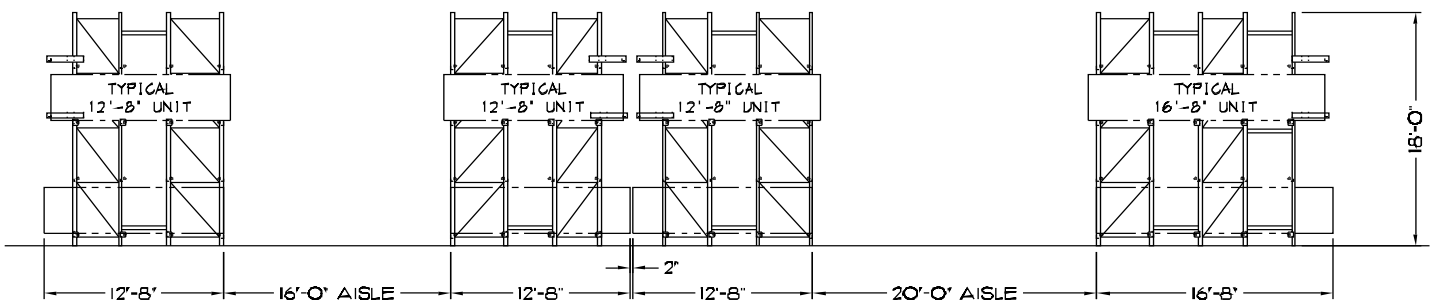 TYPICAL
12'-8" UNIT
TYPICAL
12'-8" UNIT
TYPICAL
12'-8" UNIT
TYPICAL
16'-8" UNIT
18'-0"
2"
12'-8"
16'-0" AISLE
12'-8"
12'-8"
20'-0" AISLE
16'-8"